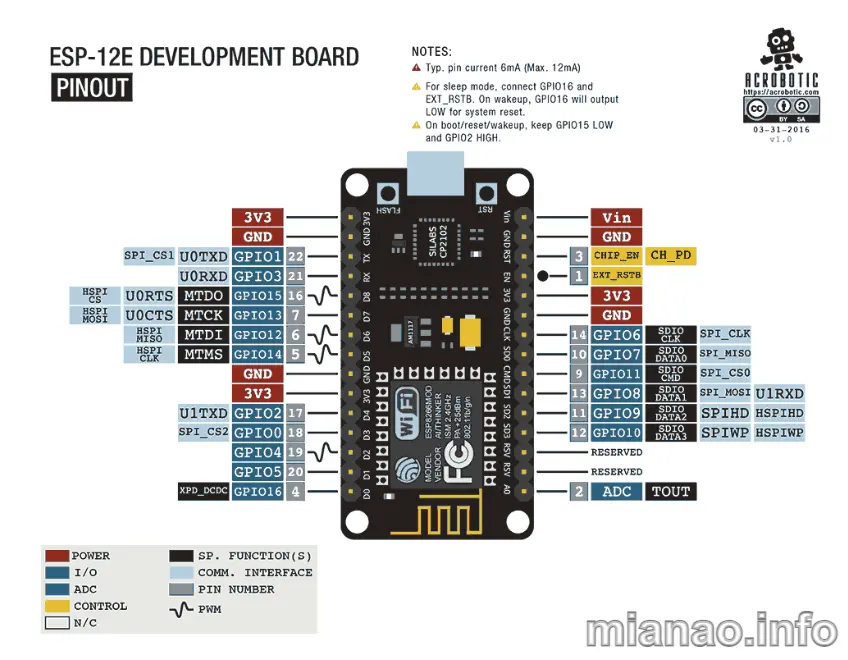 ESP-12E DEVELOPMENT BOARD
PINOUT
NOTES:
Typ. pin current 6mA (Max. 12mA)
For sleep mode, connect GPIO16 and
EXT_RSTB. On wakeup, GPIO16 will output
LOW for system reset.
On boot/reset/wakeup, keep GPIO15 LOW
and GPIO2 HIGH.
ACROBOTIC
https://acrobotic.com
CC BY SA
03-31-2016
v1.0
FLASH RST
SILABS
CP2102
AM1117
3V3 3V3
GND GND
SPI_CS1 U0TXD GPIO1 22 TX
U0RXD GPIO3 21 RX
HSPI CS U0RTS MTDO GPIO15 16 D8
HSPI MOSI U0CTS MTCK GPIO13 7 D7
HSPI MISO MTDI GPIO12 6 D6
HSPI CLK MTMS GPIO14 5 D5
GND GND
3V3 3V3
U1TXD GPIO2 17 D4
SPI_CS2 GPIO0 18 D3
GPIO4 19 D2
GPIO5 20 D1
XPD_DCDC GPIO16 4 D0
Vin Vin
GND GND
RST 3 CHIP_EN CH_PD
EN 1 EXT_RSTB
3V3 3V3
GND GND
CLK 14 GPIO6 SDIO CLK SPI_CLK
SD0 10 GPIO7 SDIO DATA0 SPI_MISO
CMD 9 GPIO11 SDIO CMD SPI_CS0
SD1 13 GPIO8 SDIO DATA1 SPI_MOSI U1RXD
SD2 11 GPIO9 SDIO DATA2 SPIHD HSPIHD
SD3 12 GPIO10 SDIO DATA3 SPIWP HSPIWP
RSV RESERVED
RSV RESERVED
A0 2 ADC TOUT
WiFi
MODEL ESP8266MOD
VENDOR AITHINKER
ISM 2.4GHz
PA +25dBm
802.11b/g/n
FC
POWER
I/O
ADC
CONTROL
N/C
SP. FUNCTION(S)
COMM. INTERFACE
PIN NUMBER
PWM
mianao.info